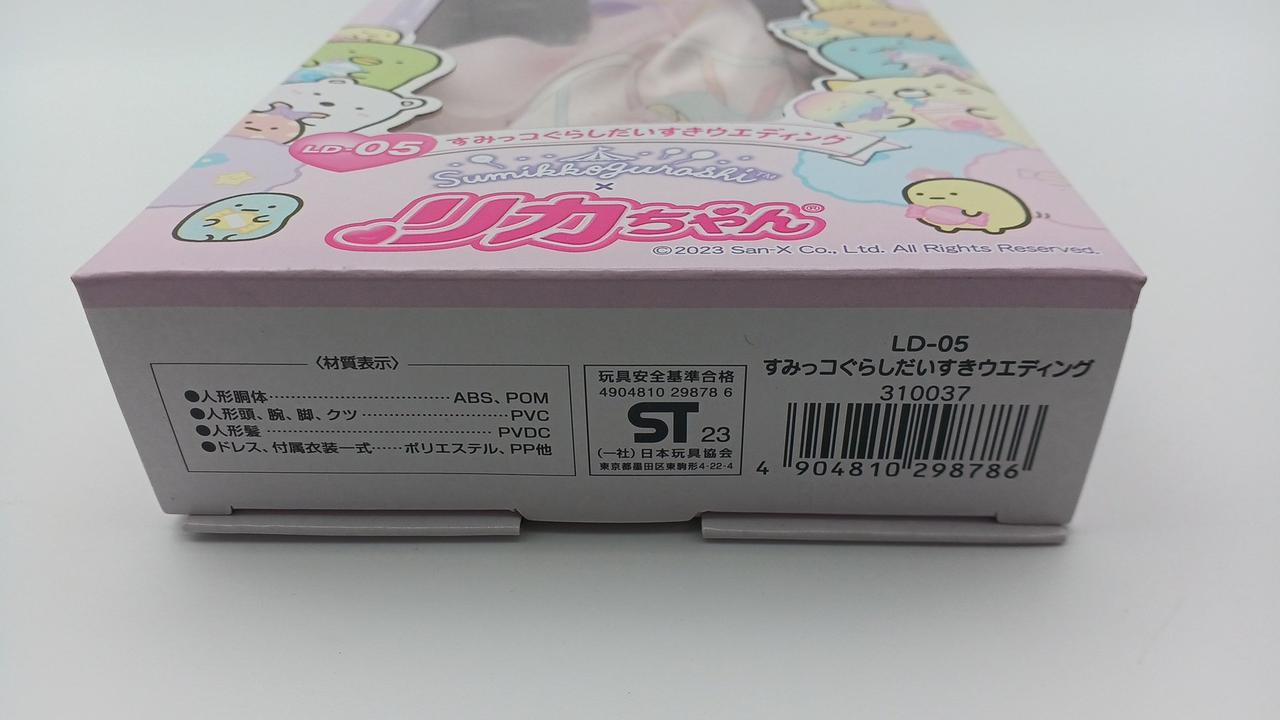 LD-05 すみっコぐらしだいすきウエディング
Sumikkogurashi
×
リカちゃん®
©2023 San-X Co., Ltd. All Rights Reserved.
〈材質表示〉
●人形胴体……………………………ABS、POM
●人形頭、腕、脚、クツ……………………PVC
●人形髪……………………………PVDC
●ドレス、付属衣装一式……ポリエステル、PP他
玩具安全基準合格
4904810 29878 6
ST 23
(一社)日本玩具協会
東京都墨田区東駒形4-22-4
LD-05
すみっコぐらしだいすきウエディング
310037
4 904810 298786